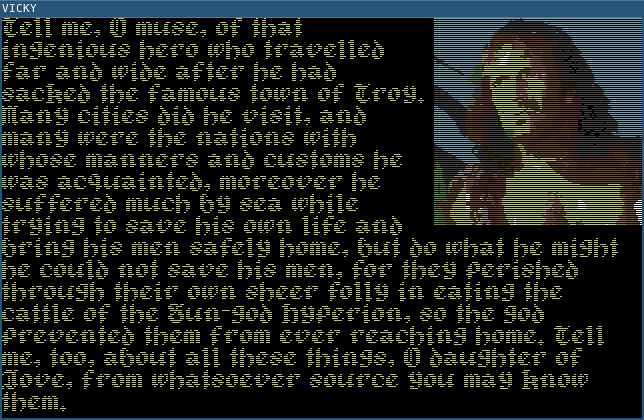 VICKY
Tell me, O muse, of that
ingenious hero who travelled
far and wide after he had
sacked the famous town of Troy.
Many cities did he visit, and
many were the nations with
whose manners and customs he
was acquainted, moreover he
suffered much by sea while
trying to save his own life and
bring his men safely home, but do what he might
he could not save his men, for they perished
through their own sheer folly in eating the
cattle of the Sun-god Hyperion, so the god
prevented them from ever reaching home. Tell
me, too, about all these things, O daughter of
Jove, from whatsoever source you may know
them.